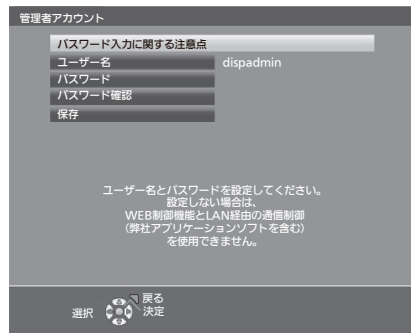 管理者アカウント
パスワード入力に関する注意点
ユーザー名 dispadmin
パスワード
パスワード確認
保存
ユーザー名とパスワードを設定してください。
設定しない場合は、
WEB制御機能とLAN経由の通信制御
（弊社アプリケーションソフトを含む）
を使用できません。
戻る
選択 決定